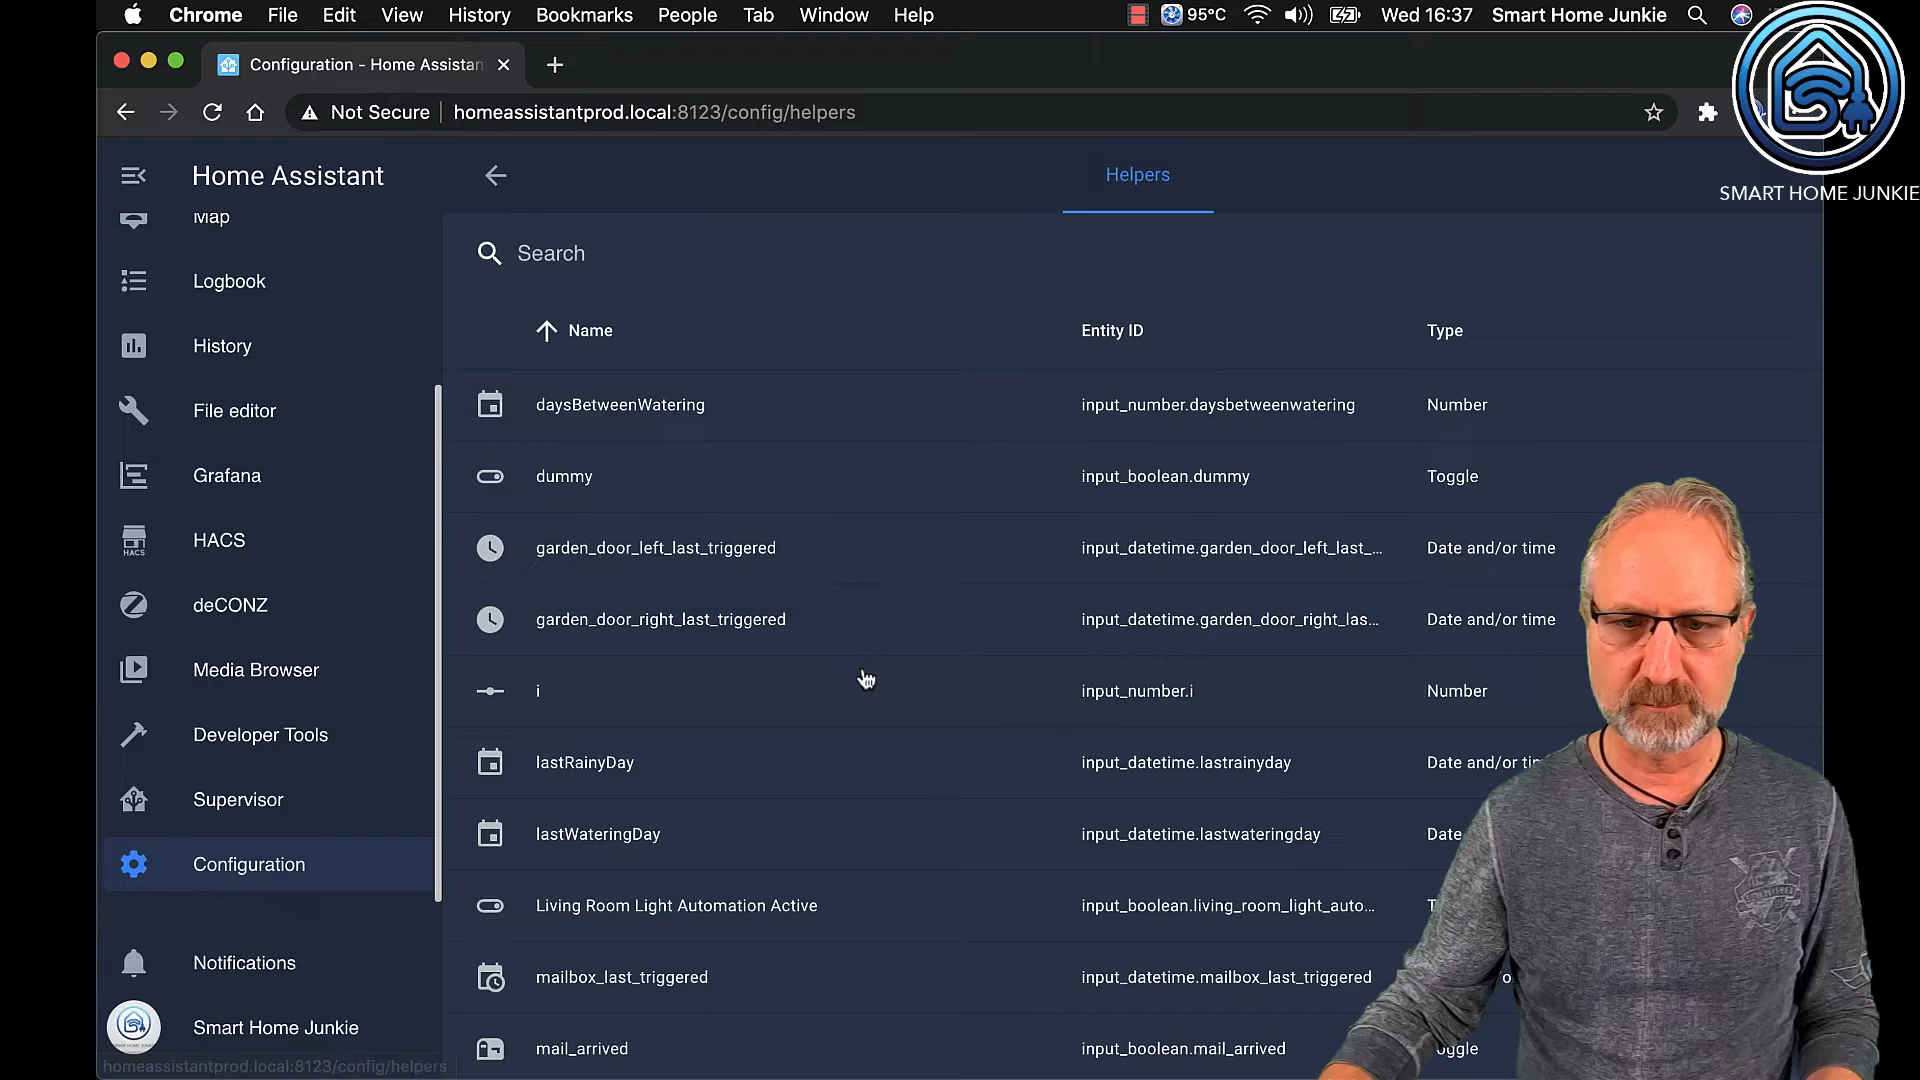 Chrome File Edit View History Bookmarks People Tab Window Help 95°C Wed 16:37 Smart Home Junkie
Configuration - Home Assistan
Not Secure homeassistantprod.local:8123/config/helpers
SMART HOME JUNKIE
Home Assistant
Helpers
Map
Logbook
History
File editor
Grafana
HACS
HACS
deCONZ
Media Browser
Developer Tools
Supervisor
Configuration
Notifications
Smart Home Junkie
homeassistantprod.local:8123/config/helpers
Search
Name Entity ID Type
daysBetweenWatering input_number.daysbetweenwatering Number
dummy input_boolean.dummy Toggle
garden_door_left_last_triggered input_datetime.garden_door_left_last_... Date and/or time
garden_door_right_last_triggered input_datetime.garden_door_right_las... Date and/or time
i input_number.i Number
lastRainyDay input_datetime.lastrainyday Date and/or
lastWateringDay input_datetime.lastwateringday Date
Living Room Light Automation Active input_boolean.living_room_light_auto...
mailbox_last_triggered input_datetime.mailbox_last_triggered
mail_arrived input_boolean.mail_arrived